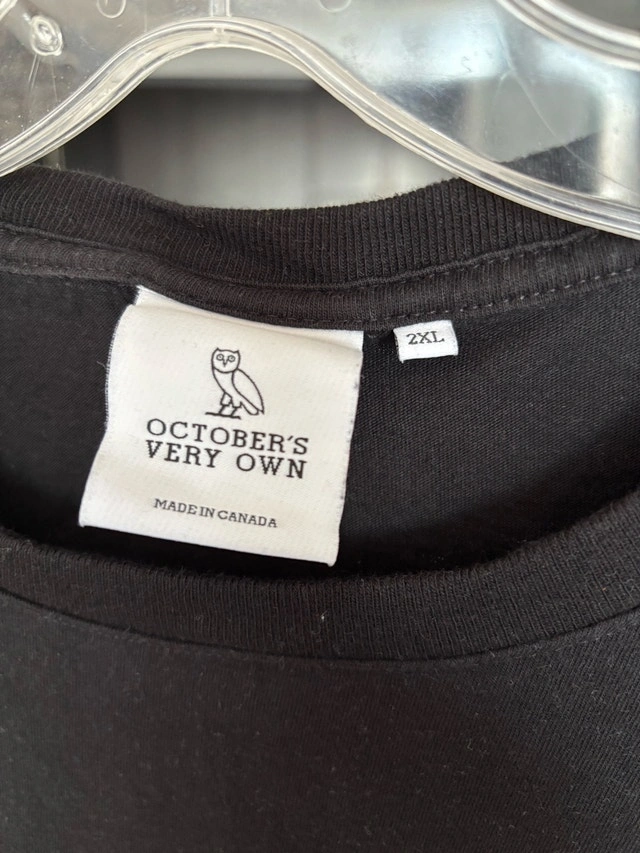 OCTOBER'S
VERY OWN
MADE IN CANADA
2XL